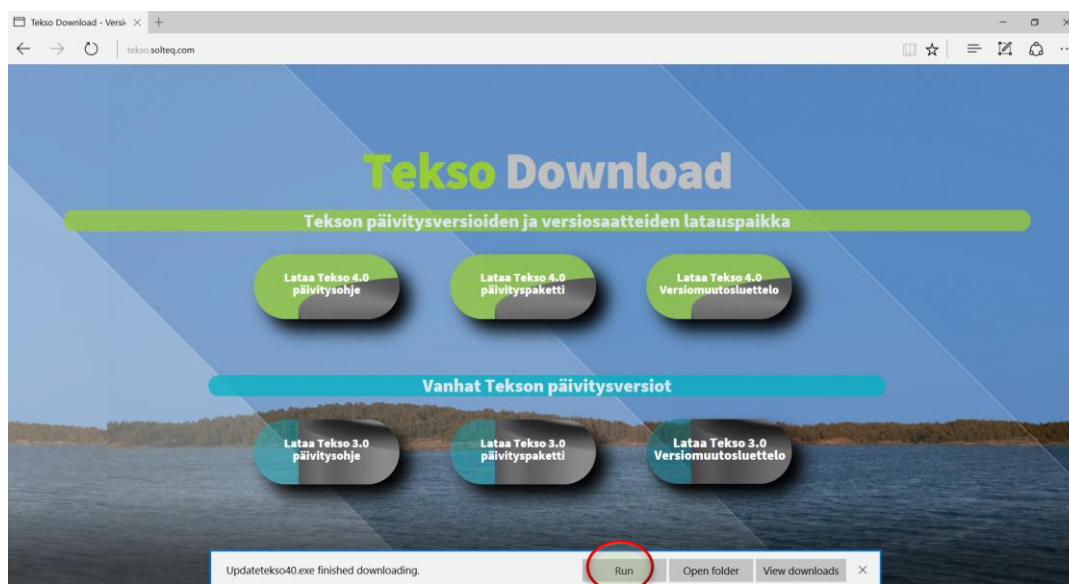 Tekso Download - Versi
tekso.solteq.com
Tekso Download
Tekson päivitysversioiden ja versiosaatteiden latauspaikka
Lataa Tekso 4.0
päivitysohje
Lataa Tekso 4.0
päivityspaketti
Lataa Tekso 4.0
Versiomuutosluettelo
Vanhat Tekson päivitysversiot
Lataa Tekso 3.0
päivitysohje
Lataa Tekso 3.0
päivityspaketti
Lataa Tekso 3.0
Versiomuutosluettelo
Updatetekso40.exe finished downloading.
Run
Open folder
View downloads